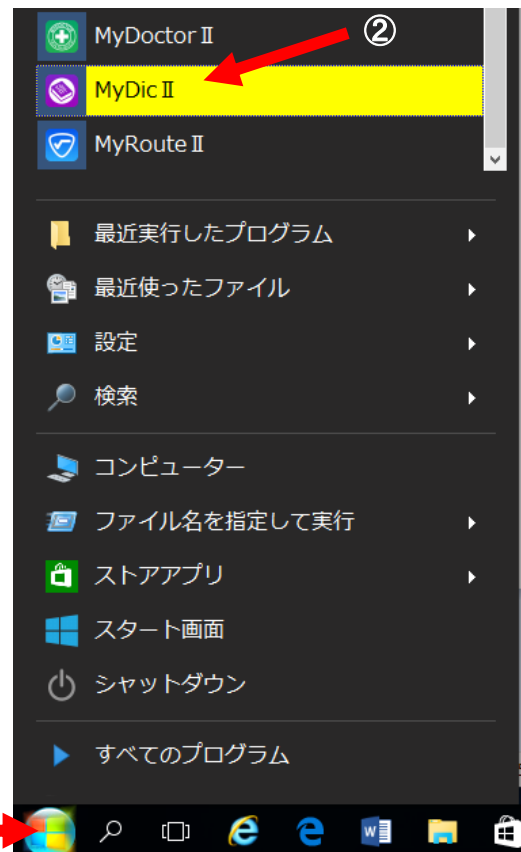 MyDoctorⅡ
②
MyDicⅡ
MyRouteⅡ
最近実行したプログラム
最近使ったファイル
設定
検索
コンピューター
ファイル名を指定して実行
ストアアプリ
スタート画面
シャットダウン
すべてのプログラム